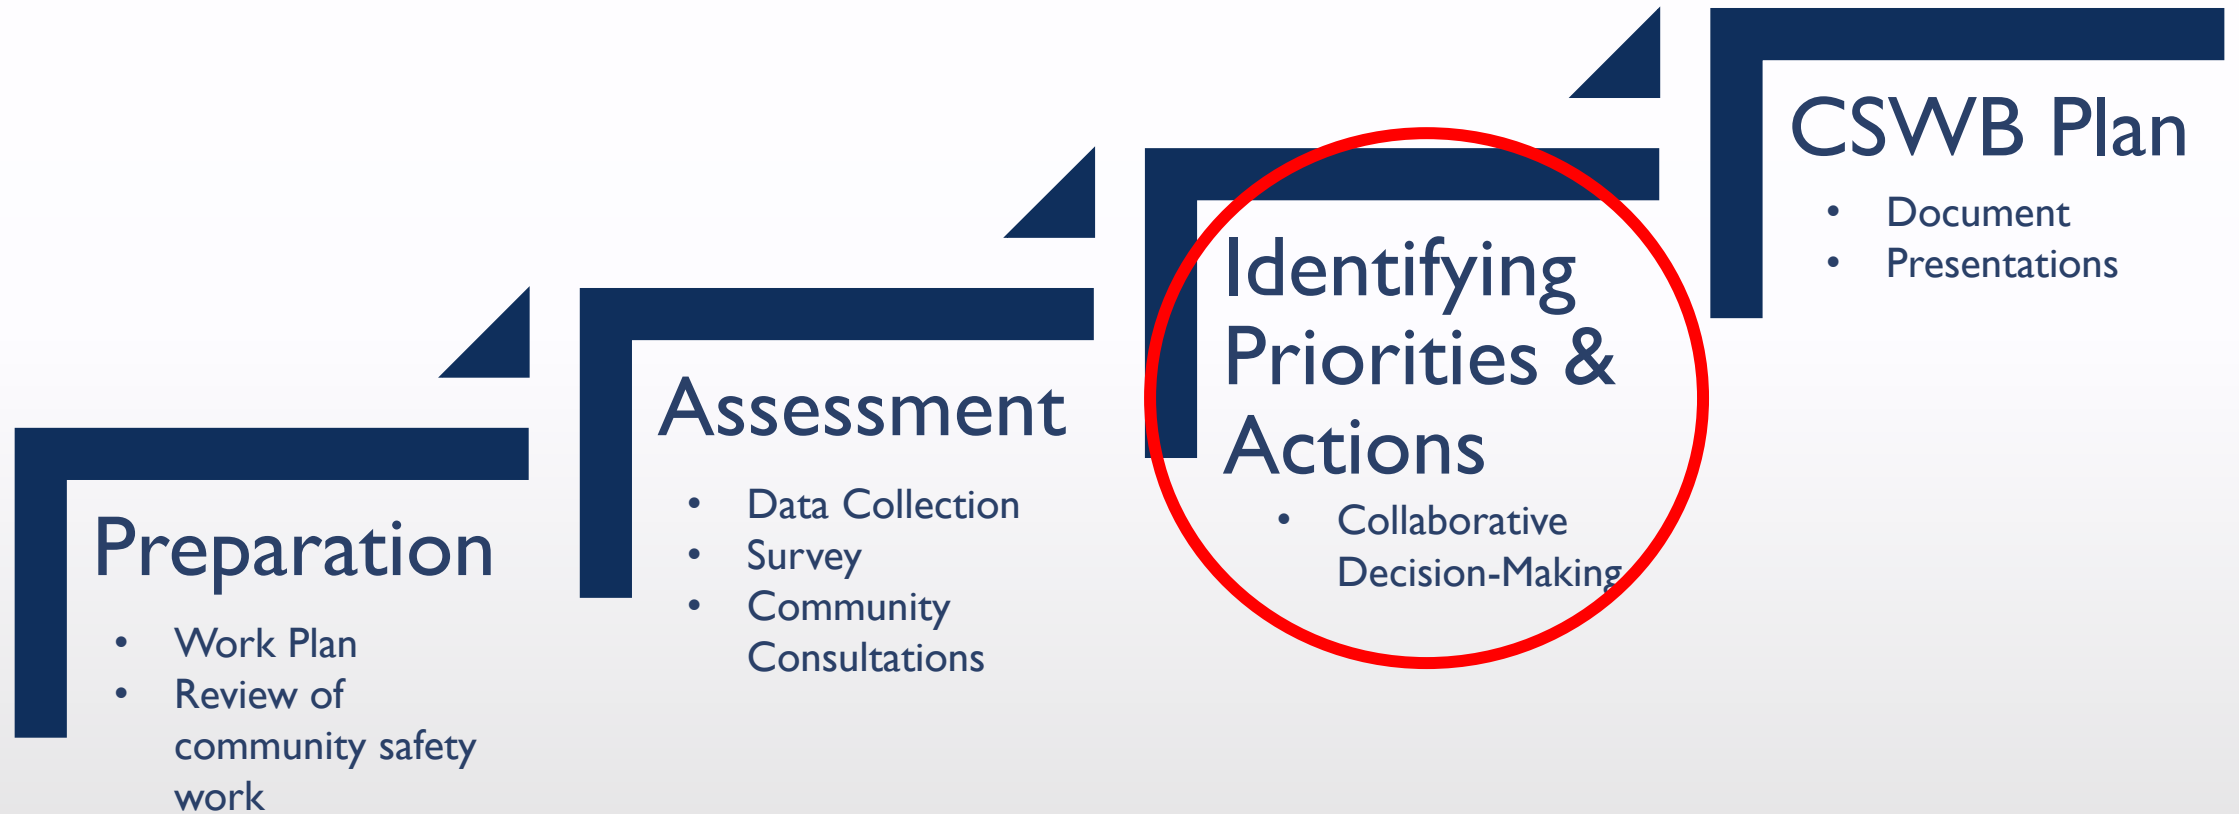 Preparation
• Work Plan
• Review of
community safety
work
Assessment
• Data Collection
• Survey
• Community
Consultations
Identifying
Priorities &
Actions
• Collaborative
Decision-Making
CSWB Plan
• Document
• Presentations